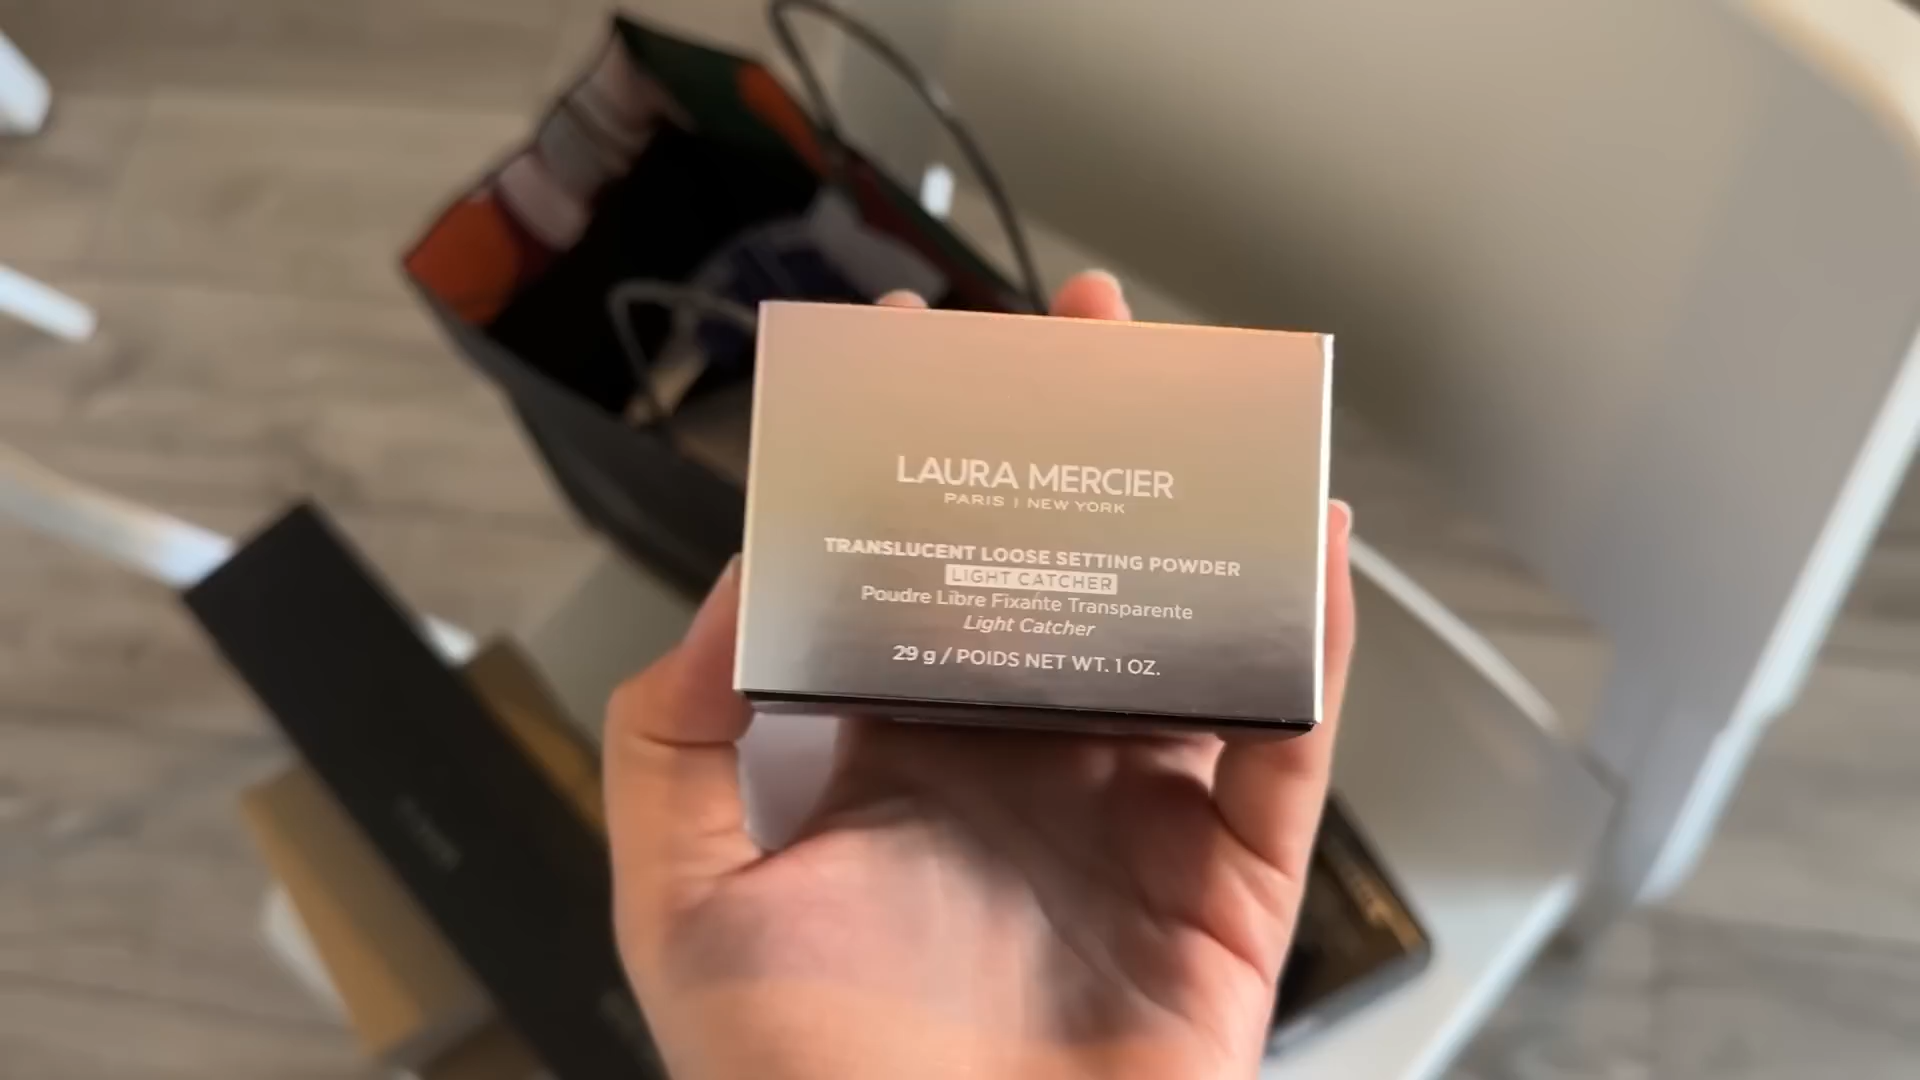 LAURA MERCIER
PARIS | NEW YORK
TRANSLUCENT LOOSE SETTING POWDER
LIGHT CATCHER
Poudre Libre Fixante Transparente
Light Catcher
29 g / POIDS NET WT. 1 OZ.